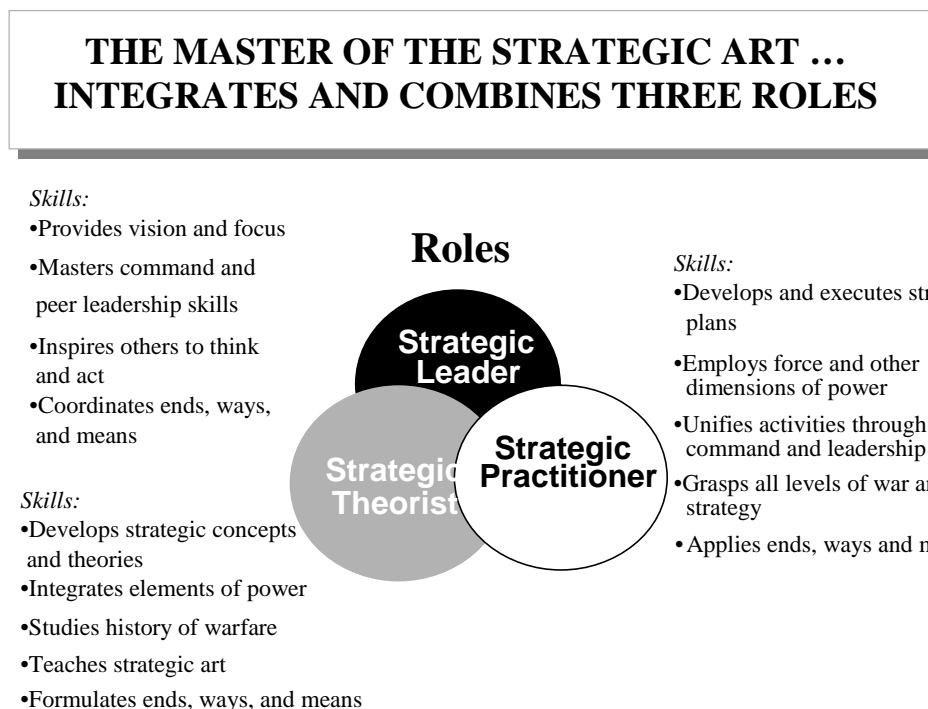 THE MASTER OF THE STRATEGIC ART …
INTEGRATES AND COMBINES THREE ROLES
Skills:
•Provides vision and focus
•Masters command and
peer leadership skills
•Inspires others to think
and act
•Coordinates ends, ways,
and means
Skills:
•Develops strategic concepts
and theories
•Integrates elements of power
•Studies history of warfare
•Teaches strategic art
•Formulates ends, ways, and means
Roles
Strategic
Leader
Strategic
Theorist
Strategic
Practitioner
Skills:
•Develops and executes
plans
•Employs force and other
dimensions of power
•Unifies activities through
command and leadership
•Grasps all levels of war
strategy
•Applies ends, ways and